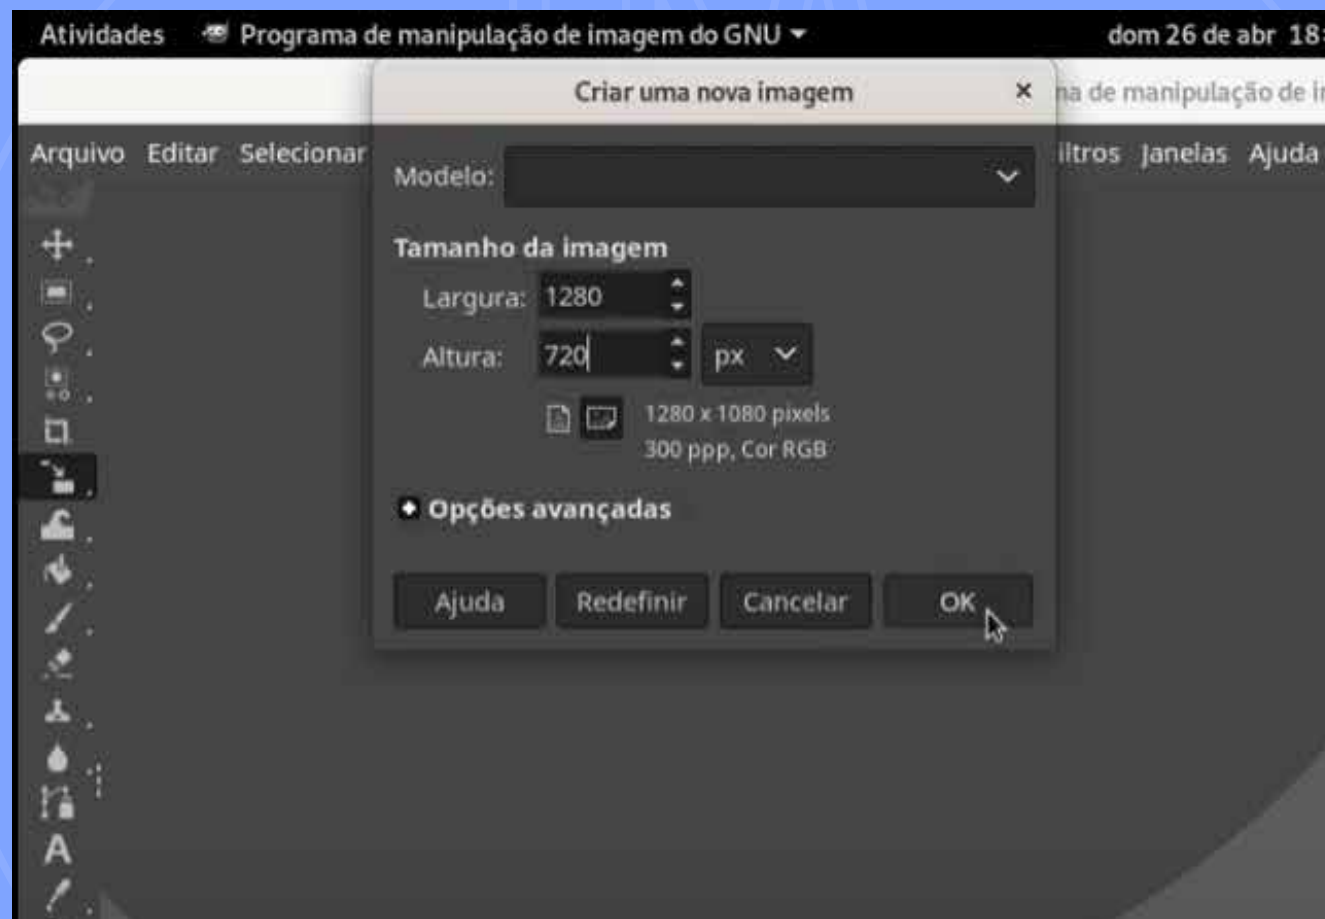 Atividades Programa de manipulação de imagem do GNU dom 26 de abr 18:
Criar uma nova imagem × na de manipulação de i
Arquivo Editar Selecionar iltros Janelas Ajuda
Modelo:
Tamanho da imagem
Largura: 1280
Altura: 720 px
1280 x 1080 pixels
300 ppp, Cor RGB
Opções avançadas
Ajuda Redefinir Cancelar OK
A